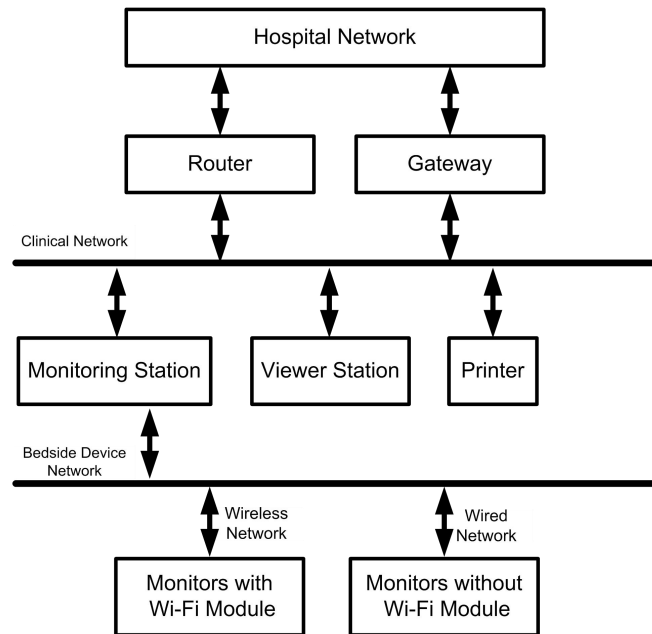 Hospital Network
Router
Gateway
Clinical Network
Monitoring Station
Viewer Station
Printer
Bedside Device
Network
Wireless
Network
Wired
Network
Monitors with
Wi-Fi Module
Monitors without
Wi-Fi Module